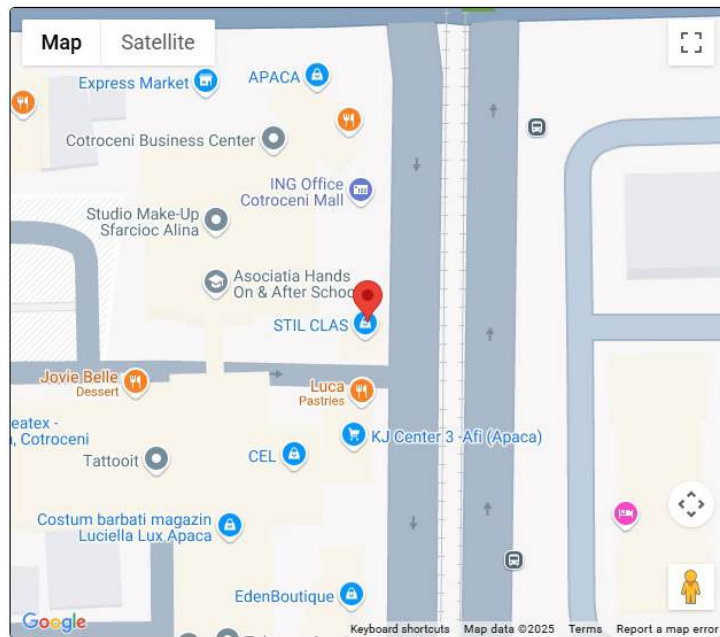 Map
Satellite
Express Market
APACA
Cotroceni Business Center
ING Office
Cotroceni Mall
Studio Make-Up
Sfarcioc Alina
Asociatia Hands
On & After Schoo
STIL CLAS
Jovie Belle
Dessert
Luca
Pastries
eatex -
, Cotroceni
KJ Center 3 -Afi (Apaca)
CEL
Tattooit
Costum barbati magazin
Luciella Lux Apaca
EdenBoutique
Google
Keyboard shortcuts
Map data ©2025
Terms
Report a map error